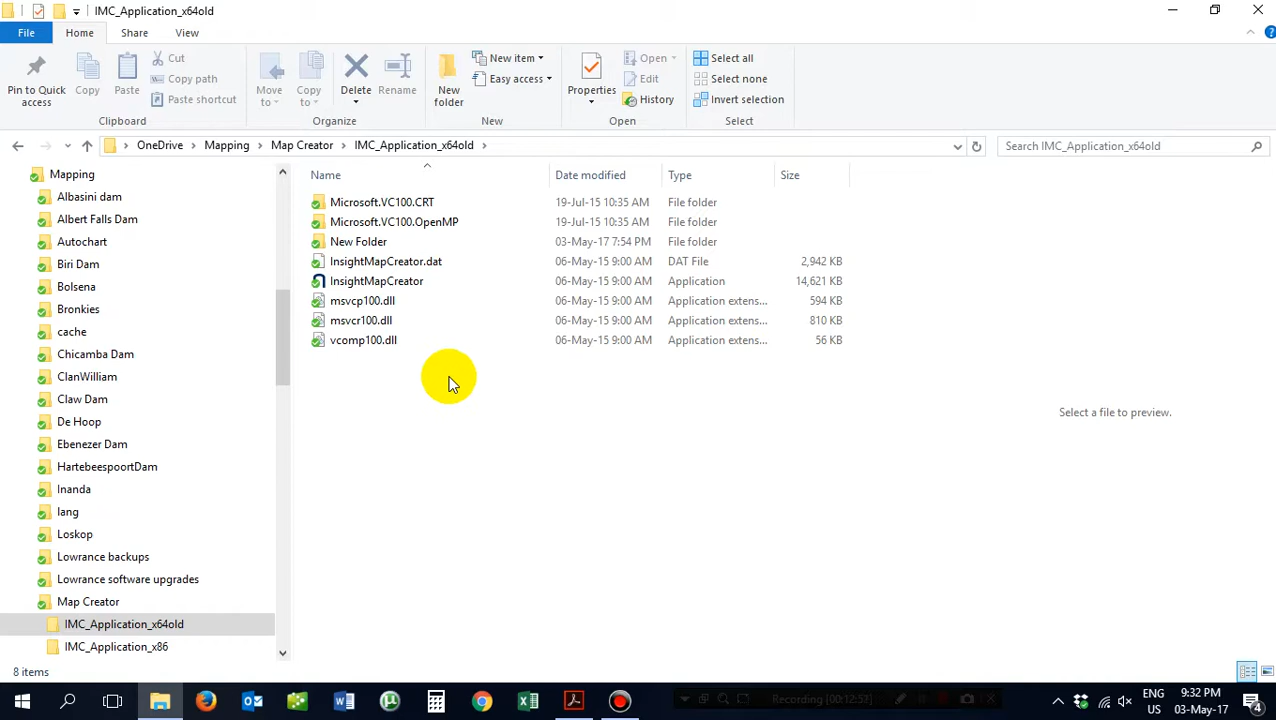 IMC_Application_x64old
File Home Share View
Pin to Quick access
Copy
Paste
Cut
Copy path
Paste shortcut
Clipboard
Move to
Copy to
Delete
Rename
Organize
New folder
New item
Easy access
New
Properties
Open
Edit
History
Open
Select all
Select none
Invert selection
Select
OneDrive Mapping Map Creator IMC_Application_x64old
Search IMC_Application_x64old
Mapping
Albasini dam
Albert Falls Dam
Autochart
Biri Dam
Bolsena
Bronkies
cache
Chicamba Dam
ClanWilliam
Claw Dam
De Hoop
Ebenezer Dam
HartebeespoortDam
Inanda
lang
Loskop
Lowrance backups
Lowrance software upgrades
Map Creator
IMC_Application_x64old
IMC_Application_x86
Name Date modified Type Size
Microsoft.VC100.CRT 19-Jul-15 10:35 AM File folder
Microsoft.VC100.OpenMP 19-Jul-15 10:35 AM File folder
New Folder 03-May-17 7:54 PM File folder
InsightMapCreator.dat 06-May-15 9:00 AM DAT File 2,942 KB
InsightMapCreator 06-May-15 9:00 AM Application 14,621 KB
msvcp100.dll 06-May-15 9:00 AM Application extens... 594 KB
msvcr100.dll 06-May-15 9:00 AM Application extens... 810 KB
vcomp100.dll 06-May-15 9:00 AM Application extens... 56 KB
Select a file to preview.
8 items
Recording [00:12:57]
ENG
US
9:32 PM
03-May-17
4